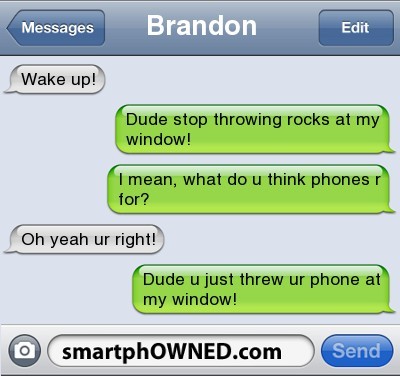 Messages Brandon Edit
Wake up!
Dude stop throwing rocks at my
window!
I mean, what do u think phones r
for?
Oh yeah ur right!
Dude u just threw ur phone at
my window!
smartphOWNED.com Send